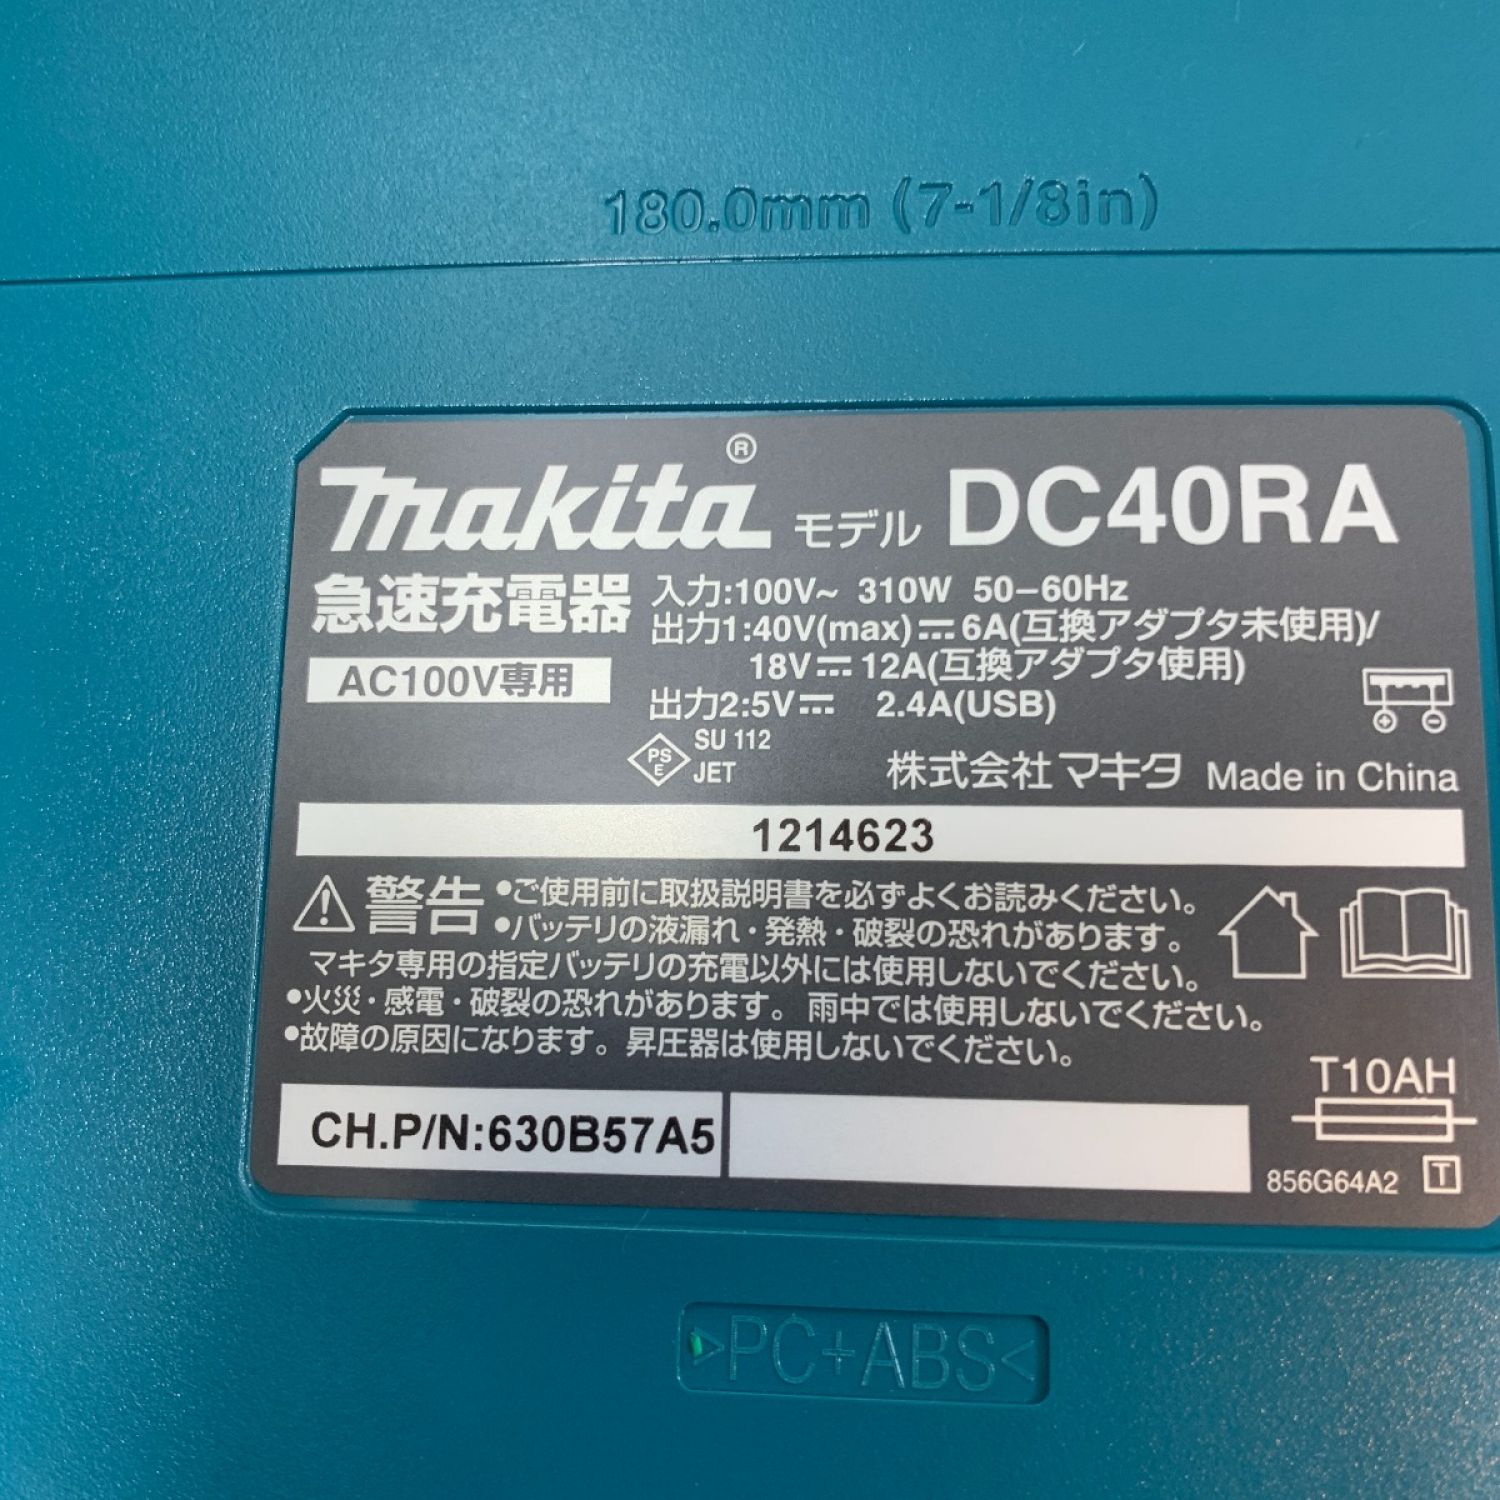 180.0mm (7-1/8in)
makita® モデル DC40RA
急速充電器
AC100V専用
入力:100V~ 310W 50-60Hz
出力1:40V(max)⎓6A(互換アダプタ未使用)/
18V⎓12A(互換アダプタ使用)
出力2:5V⎓ 2.4A(USB)
PSE SU 112
JET
株式会社マキタ Made in China
1214623
警告 •ご使用前に取扱説明書を必ずよくお読みください。
•バッテリの液漏れ・発熱・破裂の恐れがあります。
マキタ専用の指定バッテリの充電以外には使用しないでください。
•火災・感電・破裂の恐れがあります。雨中では使用しないでください。
•故障の原因になります。昇圧器は使用しないでください。
T10AH
CH.P/N:630B57A5
856G64A2 T
>PC+ABS<